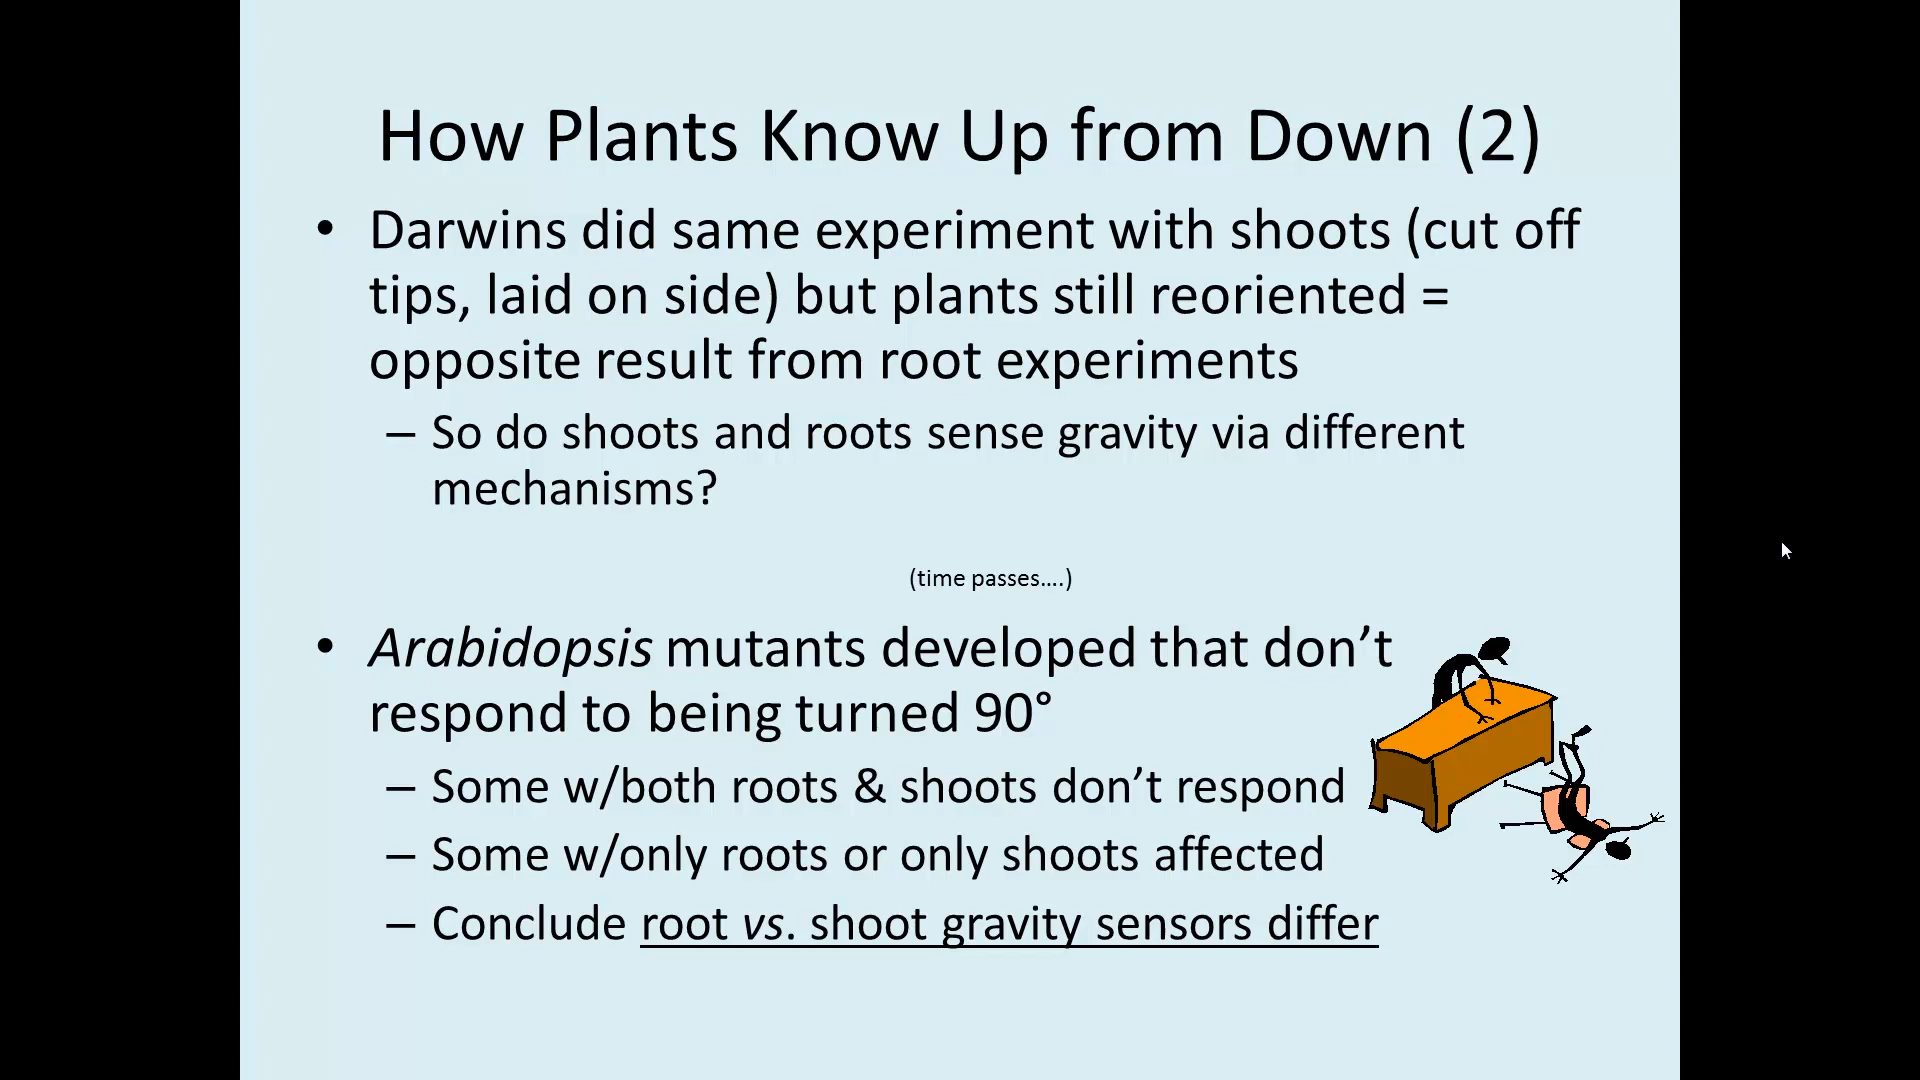 How Plants Know Up from Down (2)
• Darwins did same experiment with shoots (cut off
tips, laid on side) but plants still reoriented =
opposite result from root experiments
– So do shoots and roots sense gravity via different
mechanisms?
(time passes….)
• Arabidopsis mutants developed that don’t
respond to being turned 90°
– Some w/both roots & shoots don’t respond
– Some w/only roots or only shoots affected
– Conclude root vs. shoot gravity sensors differ